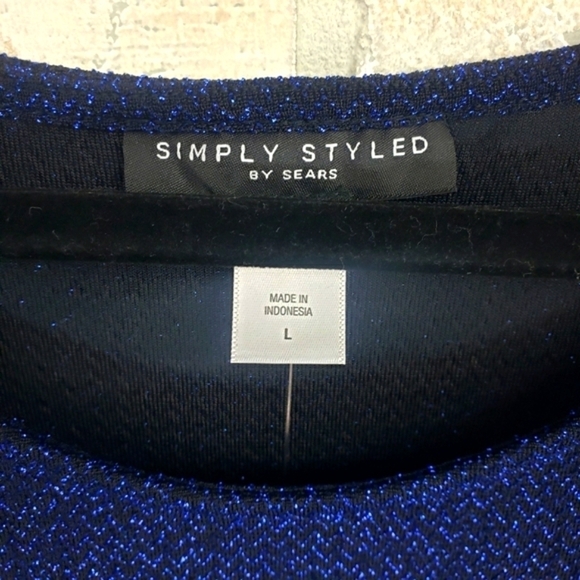 SIMPLY STYLED
BY SEARS
MADE IN
INDONESIA
L